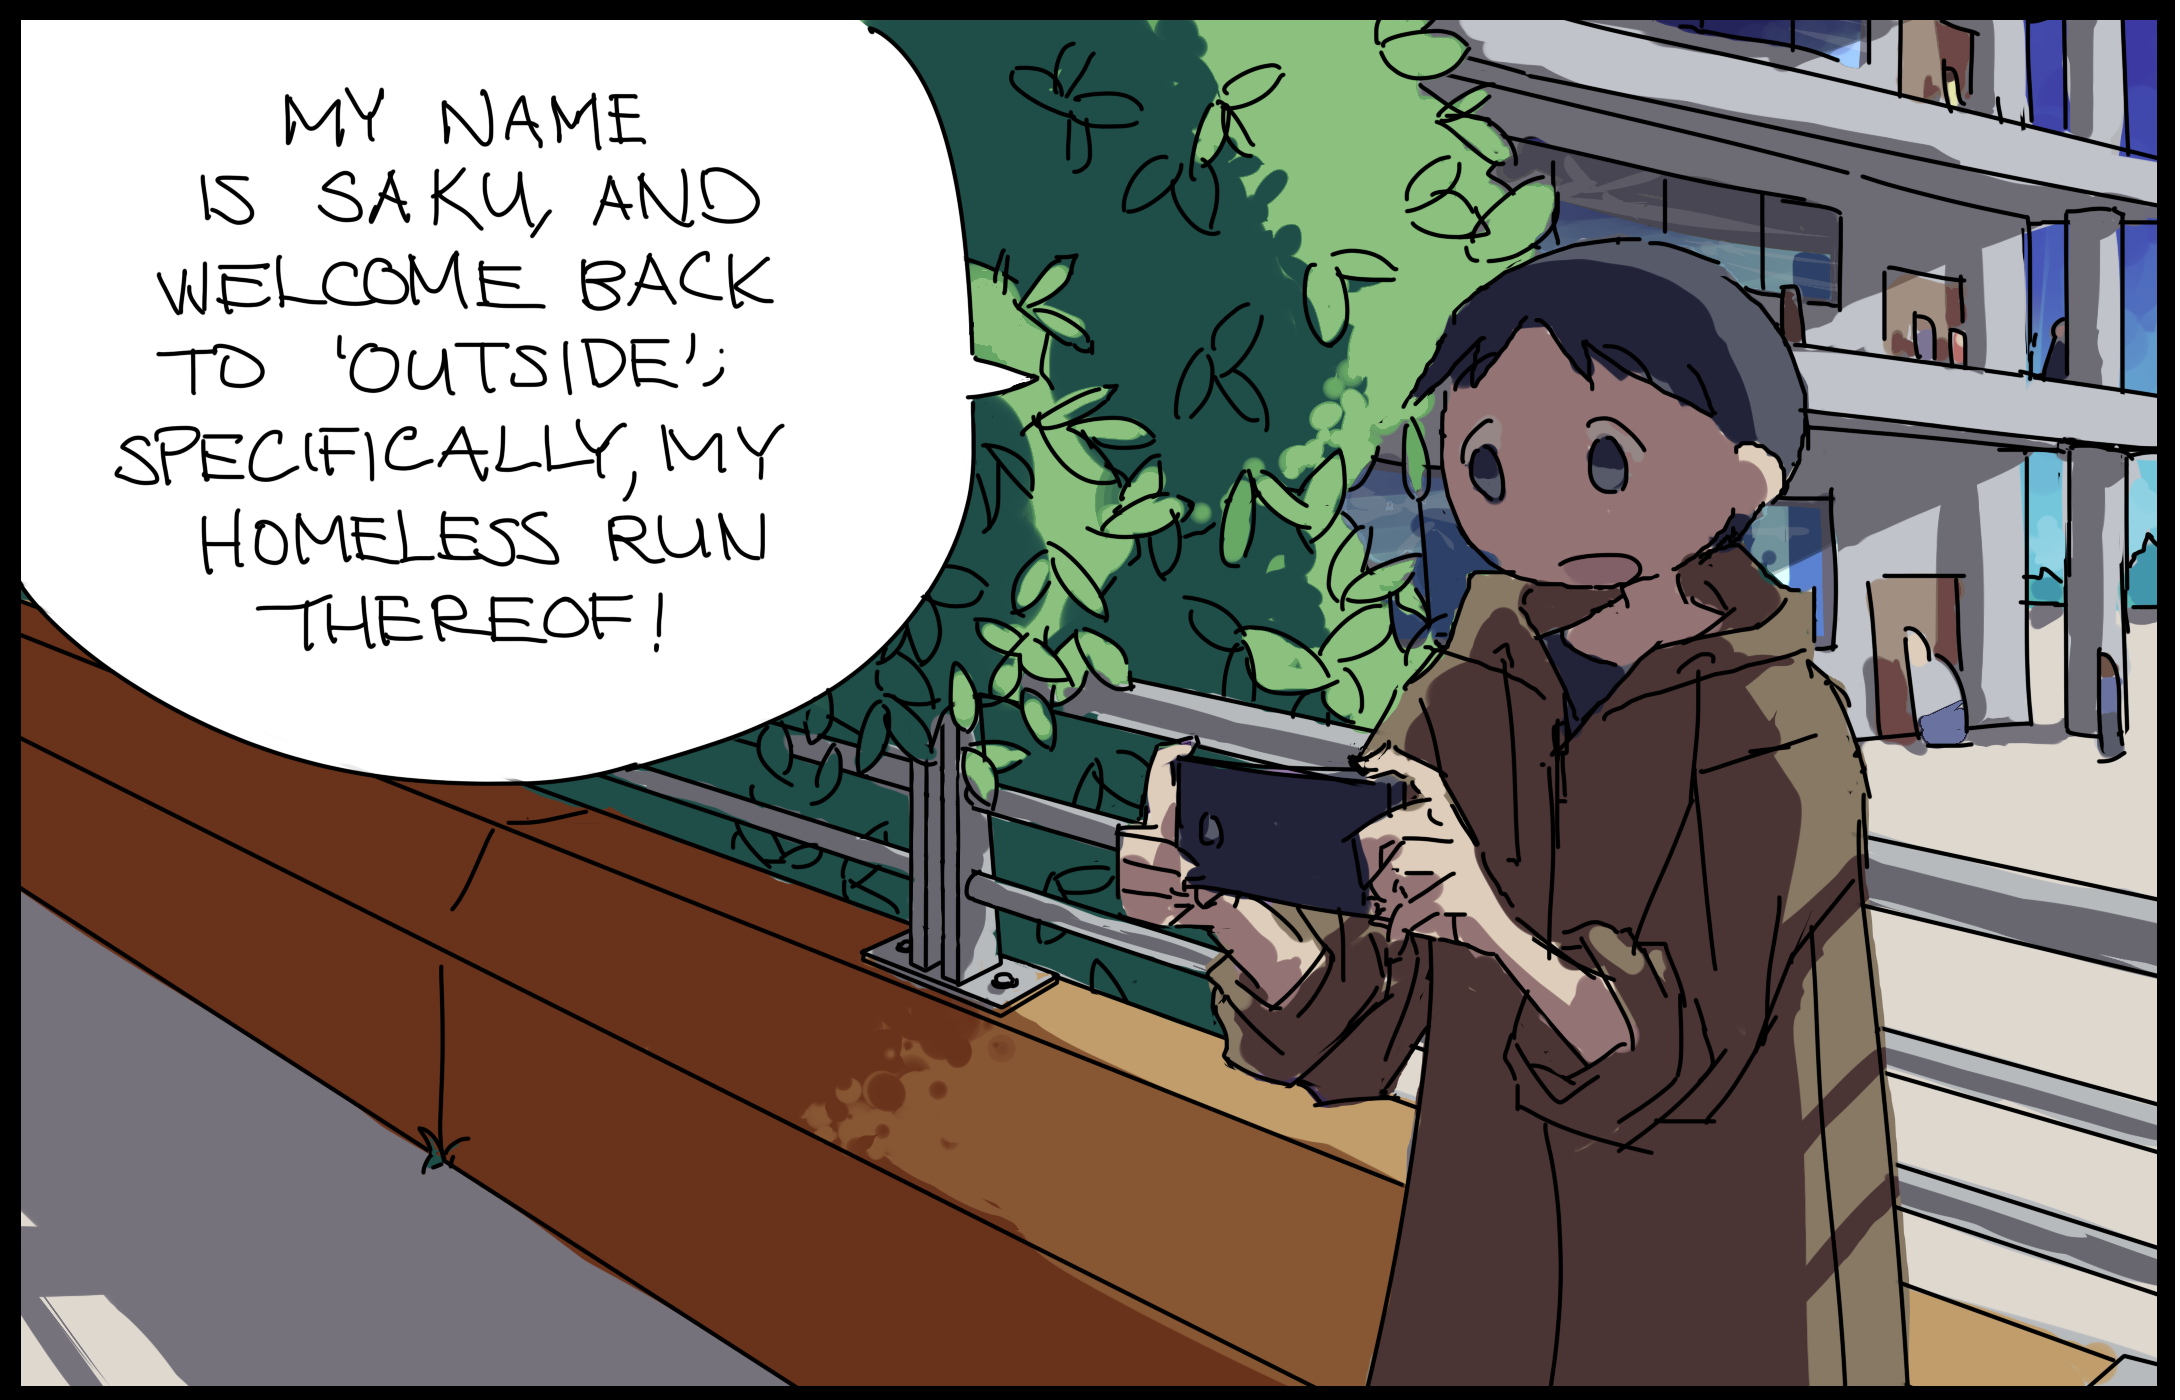 MY NAME
IS SAKU, AND
WELCOME BACK
TO 'OUTSIDE';
SPECIFICALLY, MY
HOMELESS RUN
THEREOF!